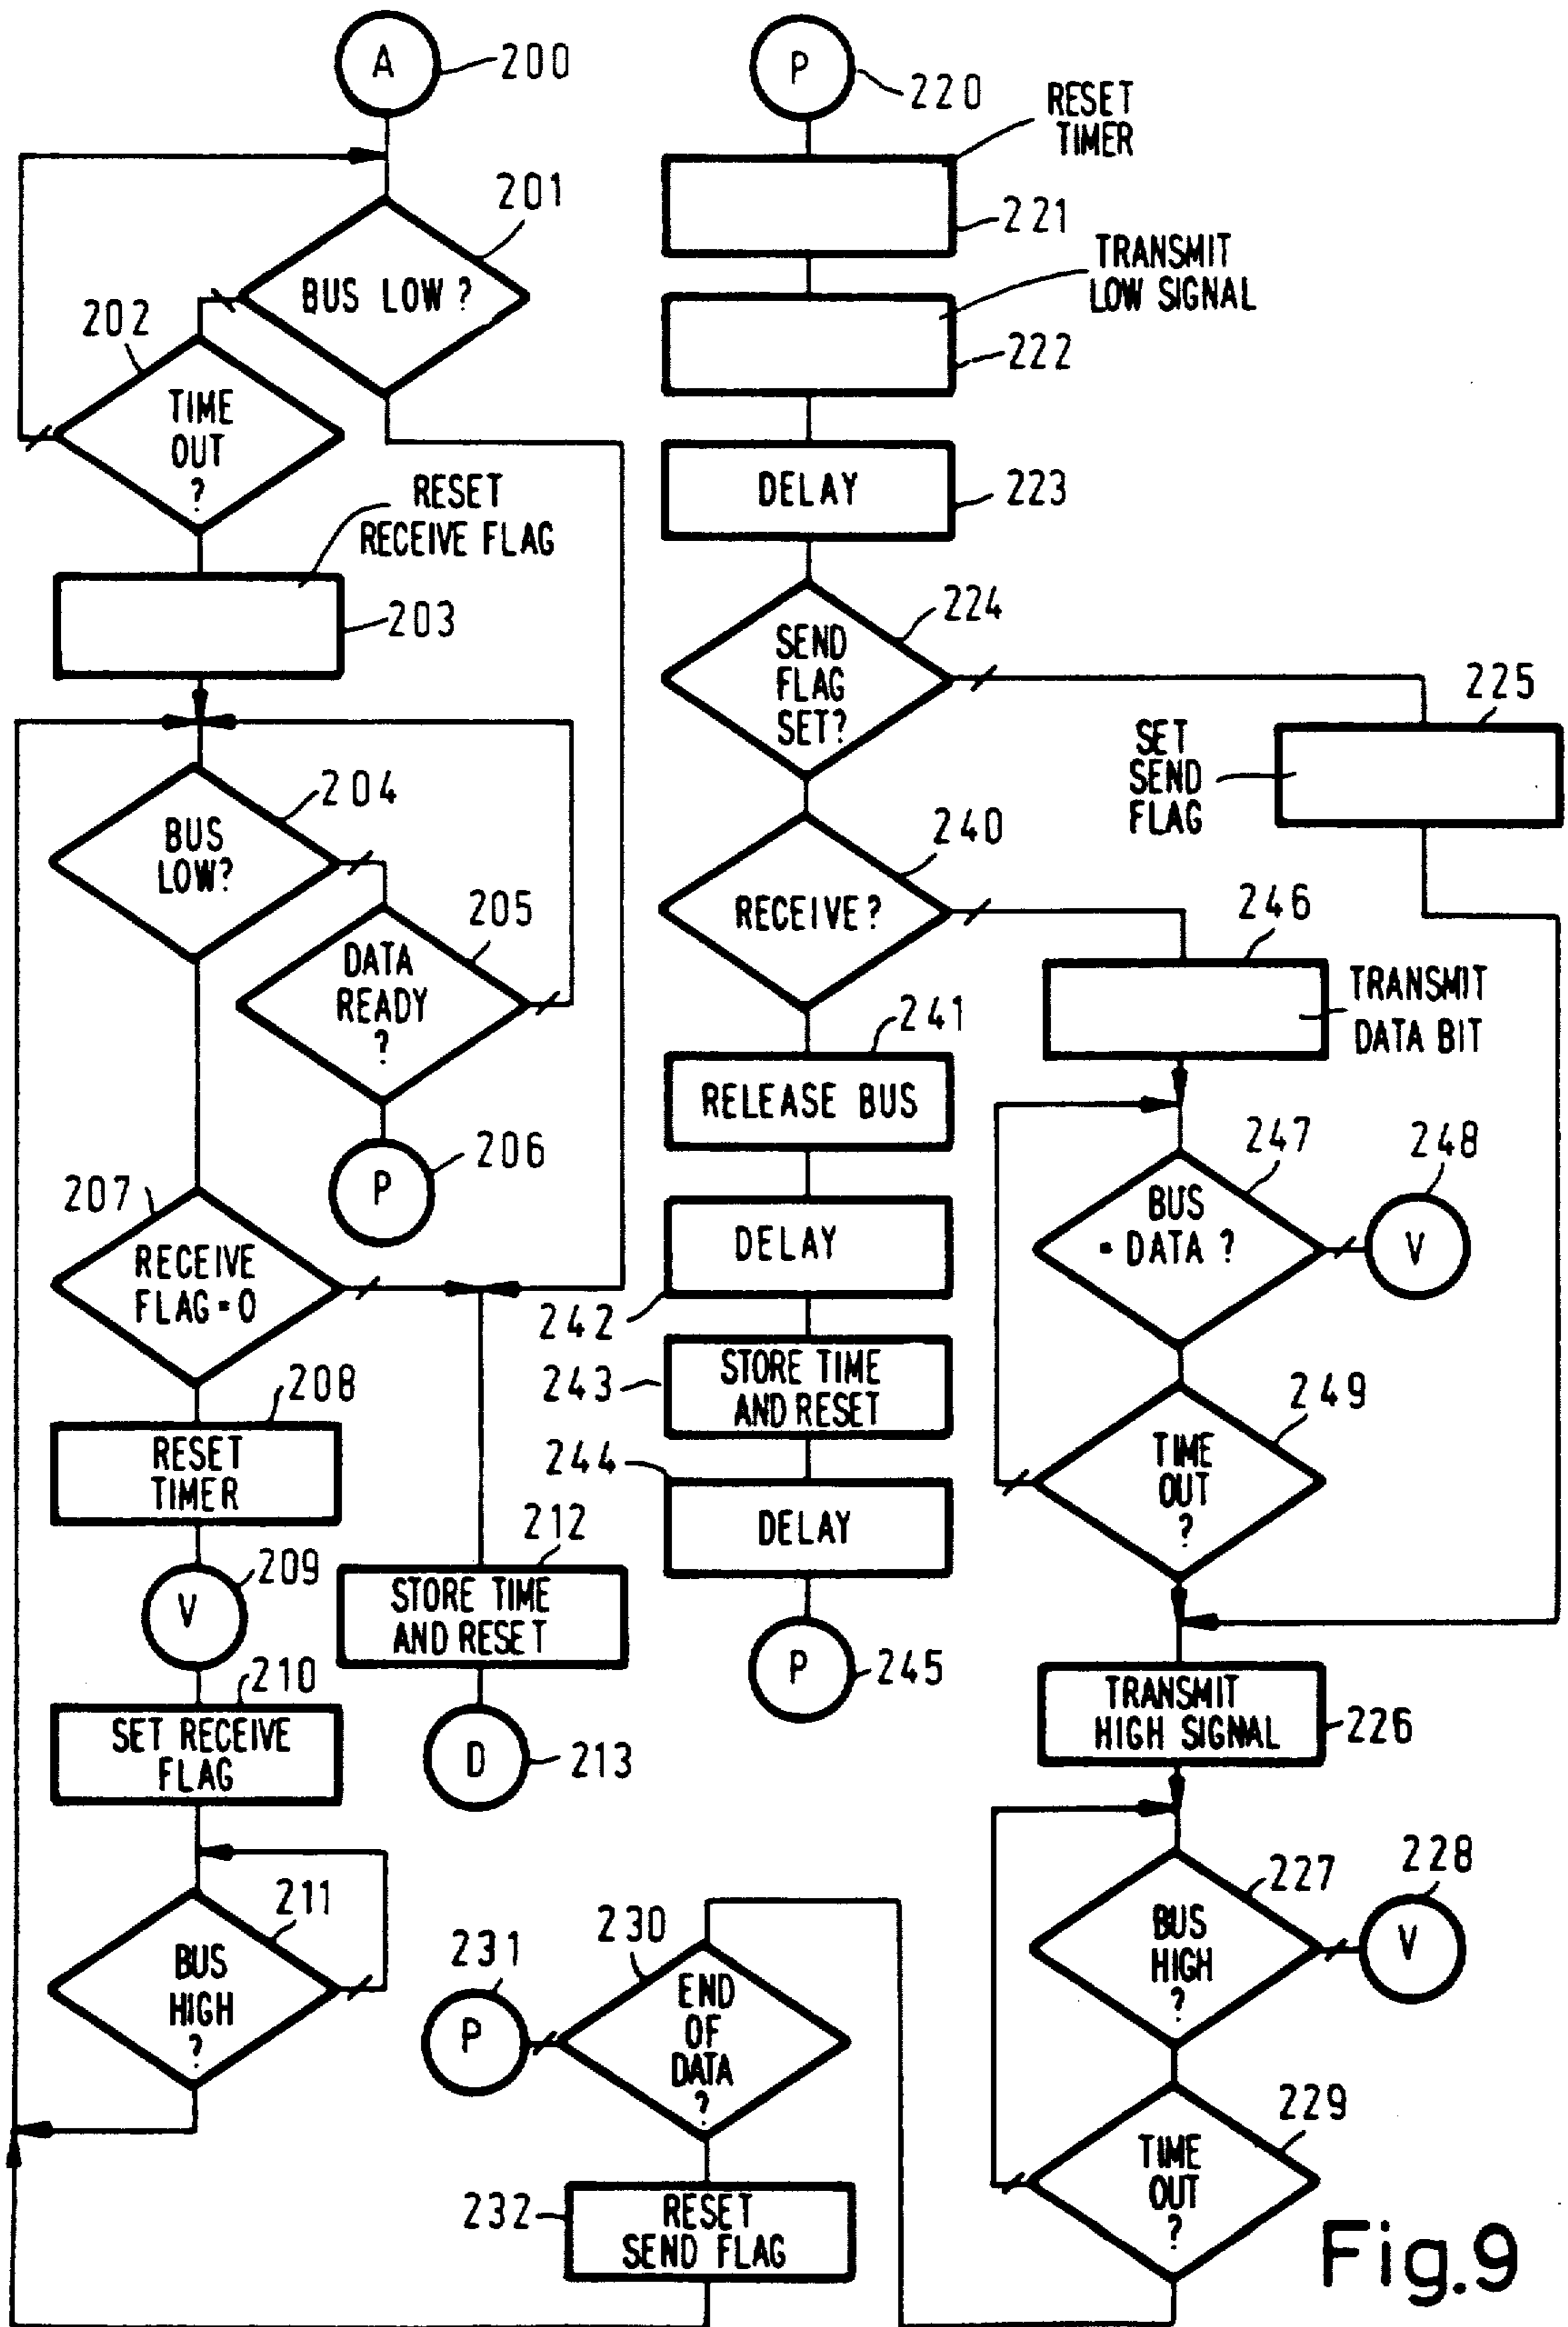 A
200
201
BUS LOW ?
202
TIME
OUT
?
RESET
RECEIVE FLAG
203
204
BUS
LOW?
205
DATA
READY
?
P
206
207
RECEIVE
FLAG=0
208
RESET
TIMER
V
209
210
SET RECEIVE
FLAG
211
BUS
HIGH
?
212
STORE TIME
AND RESET
D
213
P
220
RESET
TIMER
221
TRANSMIT
LOW SIGNAL
222
DELAY
223
224
SEND
FLAG
SET?
225
SET
SEND
FLAG
240
RECEIVE?
241
RELEASE BUS
DELAY
242
243
STORE TIME
AND RESET
244
DELAY
P
245
246
TRANSMIT
DATA BIT
247
BUS
= DATA ?
248
V
249
TIME
OUT
?
TRANSMIT
HIGH SIGNAL
226
227
BUS
HIGH
?
228
V
229
TIME
OUT
?
230
END
OF
DATA
?
231
P
232
RESET
SEND FLAG
Fig.9